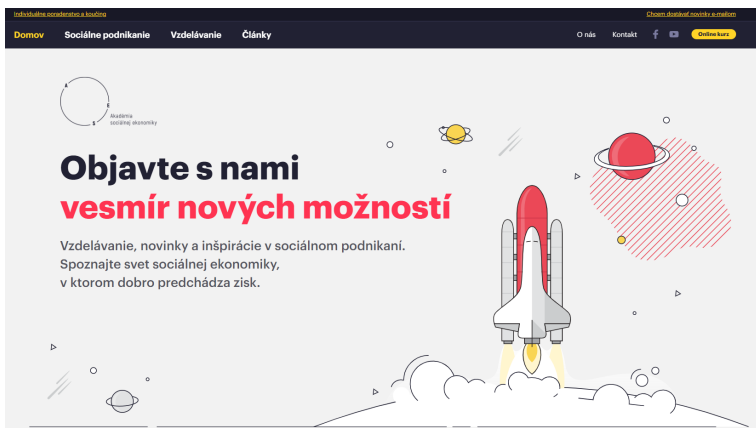 Individuálne poradenstvo a koučing
Chcem dostávať novinky e-mailom
Domov
Sociálne podnikanie
Vzdelávanie
Články
O nás
Kontakt
Online kurz
A
E
S
Akadémia
sociálnej ekonomiky
Objavte s nami
vesmír nových možností
Vzdelávanie, novinky a inšpirácie v sociálnom podnikaní.
Spoznajte svet sociálnej ekonomiky,
v ktorom dobro predchádza zisk.